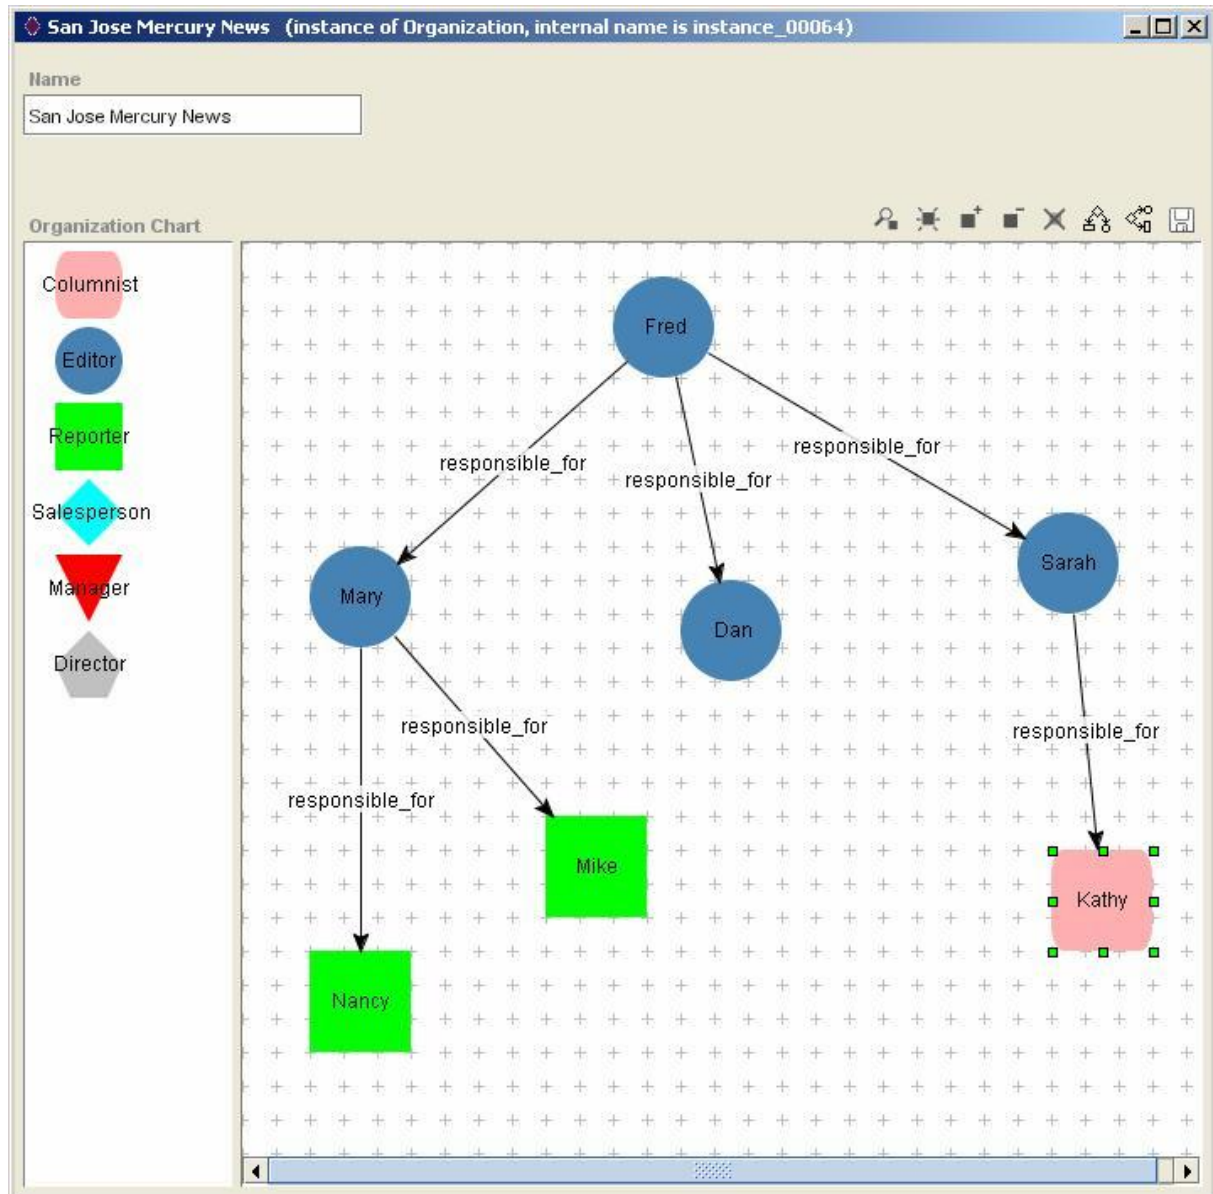 San Jose Mercury News (instance of Organization, internal name is instance_00064)
Name
San Jose Mercury News
Organization Chart
Columnist
Editor
Reporter
Salesperson
Manager
Director
Fred
responsible_for
responsible_for
responsible_for
Mary
Dan
Sarah
responsible_for
responsible_for
responsible_for
Mike
Kathy
Nancy